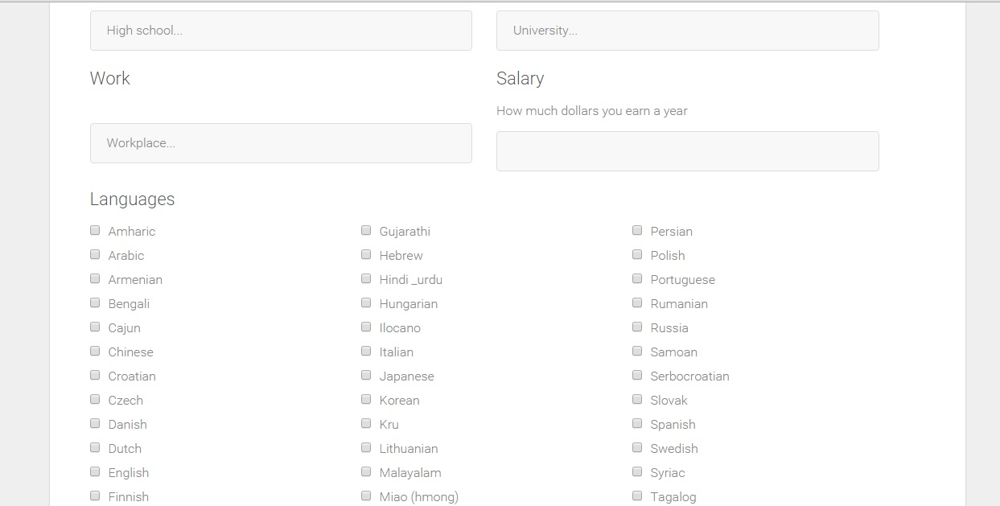 High school...
University...
Work
Salary
How much dollars you earn a year
Workplace...
Languages
Amharic
Gujarathi
Persian
Arabic
Hebrew
Polish
Armenian
Hindi _urdu
Portuguese
Bengali
Hungarian
Rumanian
Cajun
Ilocano
Russia
Chinese
Italian
Samoan
Croatian
Japanese
Serbocroatian
Czech
Korean
Slovak
Danish
Kru
Spanish
Dutch
Lithuanian
Swedish
English
Malayalam
Syriac
Finnish
Miao (hmong)
Tagalog